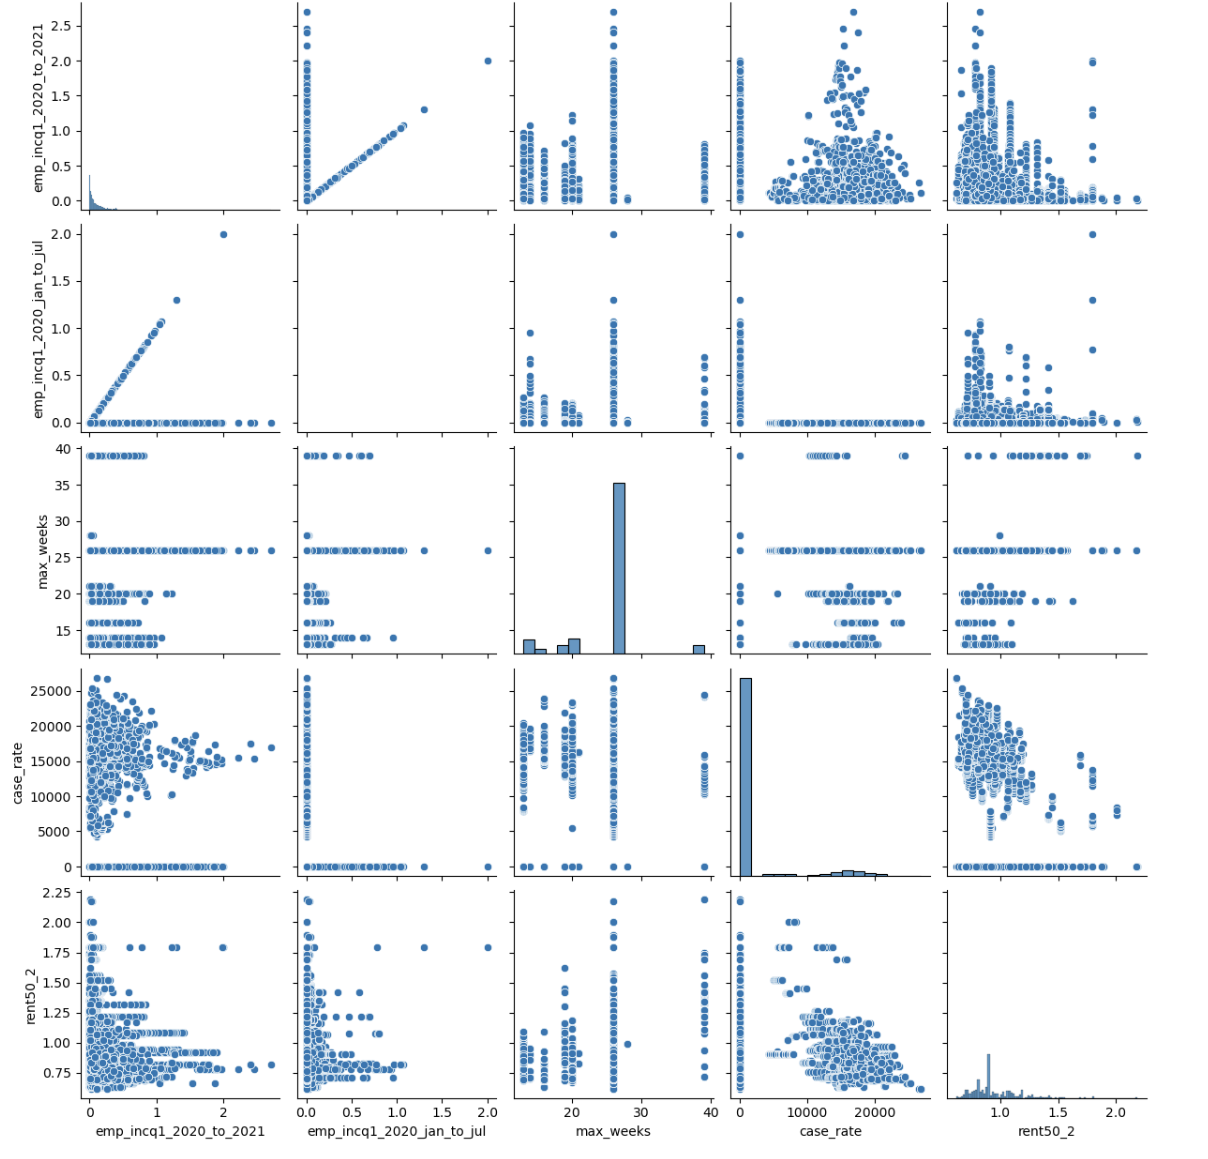 emp_incq1_2020_to_2021
2.5
2.0
1.5
1.0
0.5
0.0
emp_incq1_2020_jan_to_jul
2.0
1.5
1.0
0.5
0.0
max_weeks
40
35
30
25
20
15
case_rate
25000
20000
15000
10000
5000
0
rent50_2
2.25
2.00
1.75
1.50
1.25
1.00
0.75
0 1 2
emp_incq1_2020_to_2021
0.0 0.5 1.0 1.5 2.0
emp_incq1_2020_jan_to_jul
20 30 40
max_weeks
0 10000 20000
case_rate
1.0 1.5 2.0
rent50_2